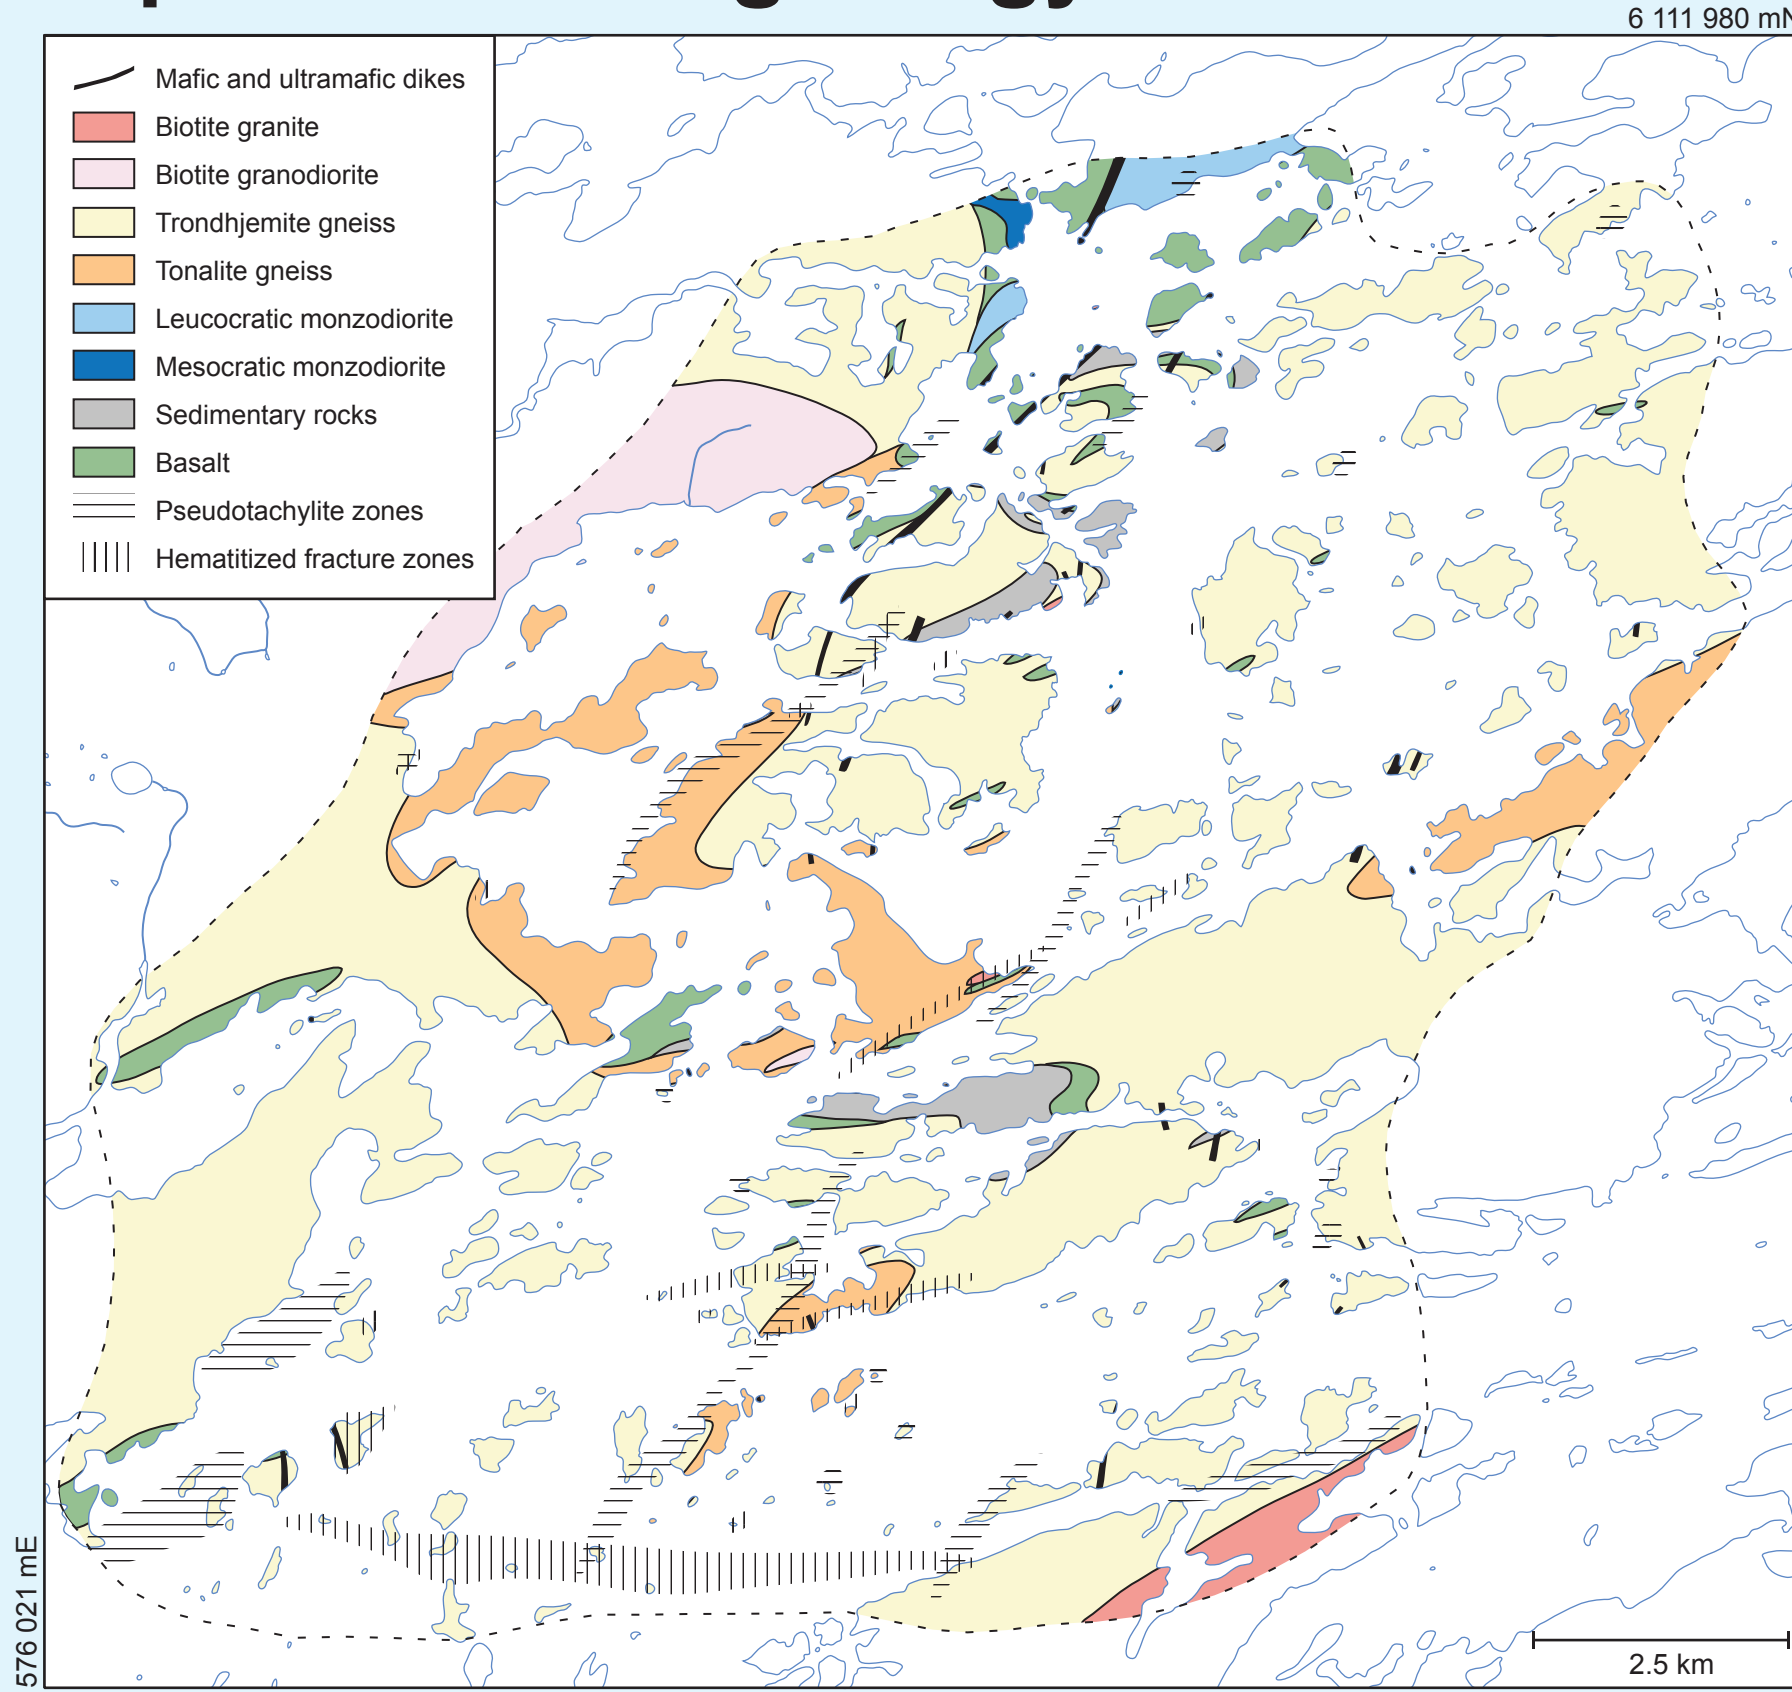 6 111 980 mN
Mafic and ultramafic dikes
Biotite granite
Biotite granodiorite
Trondhjemite gneiss
Tonalite gneiss
Leucocratic monzodiorite
Mesocratic monzodiorite
Sedimentary rocks
Basalt
Pseudotachylite zones
Hematitized fracture zones
576 021 mE
2.5 km